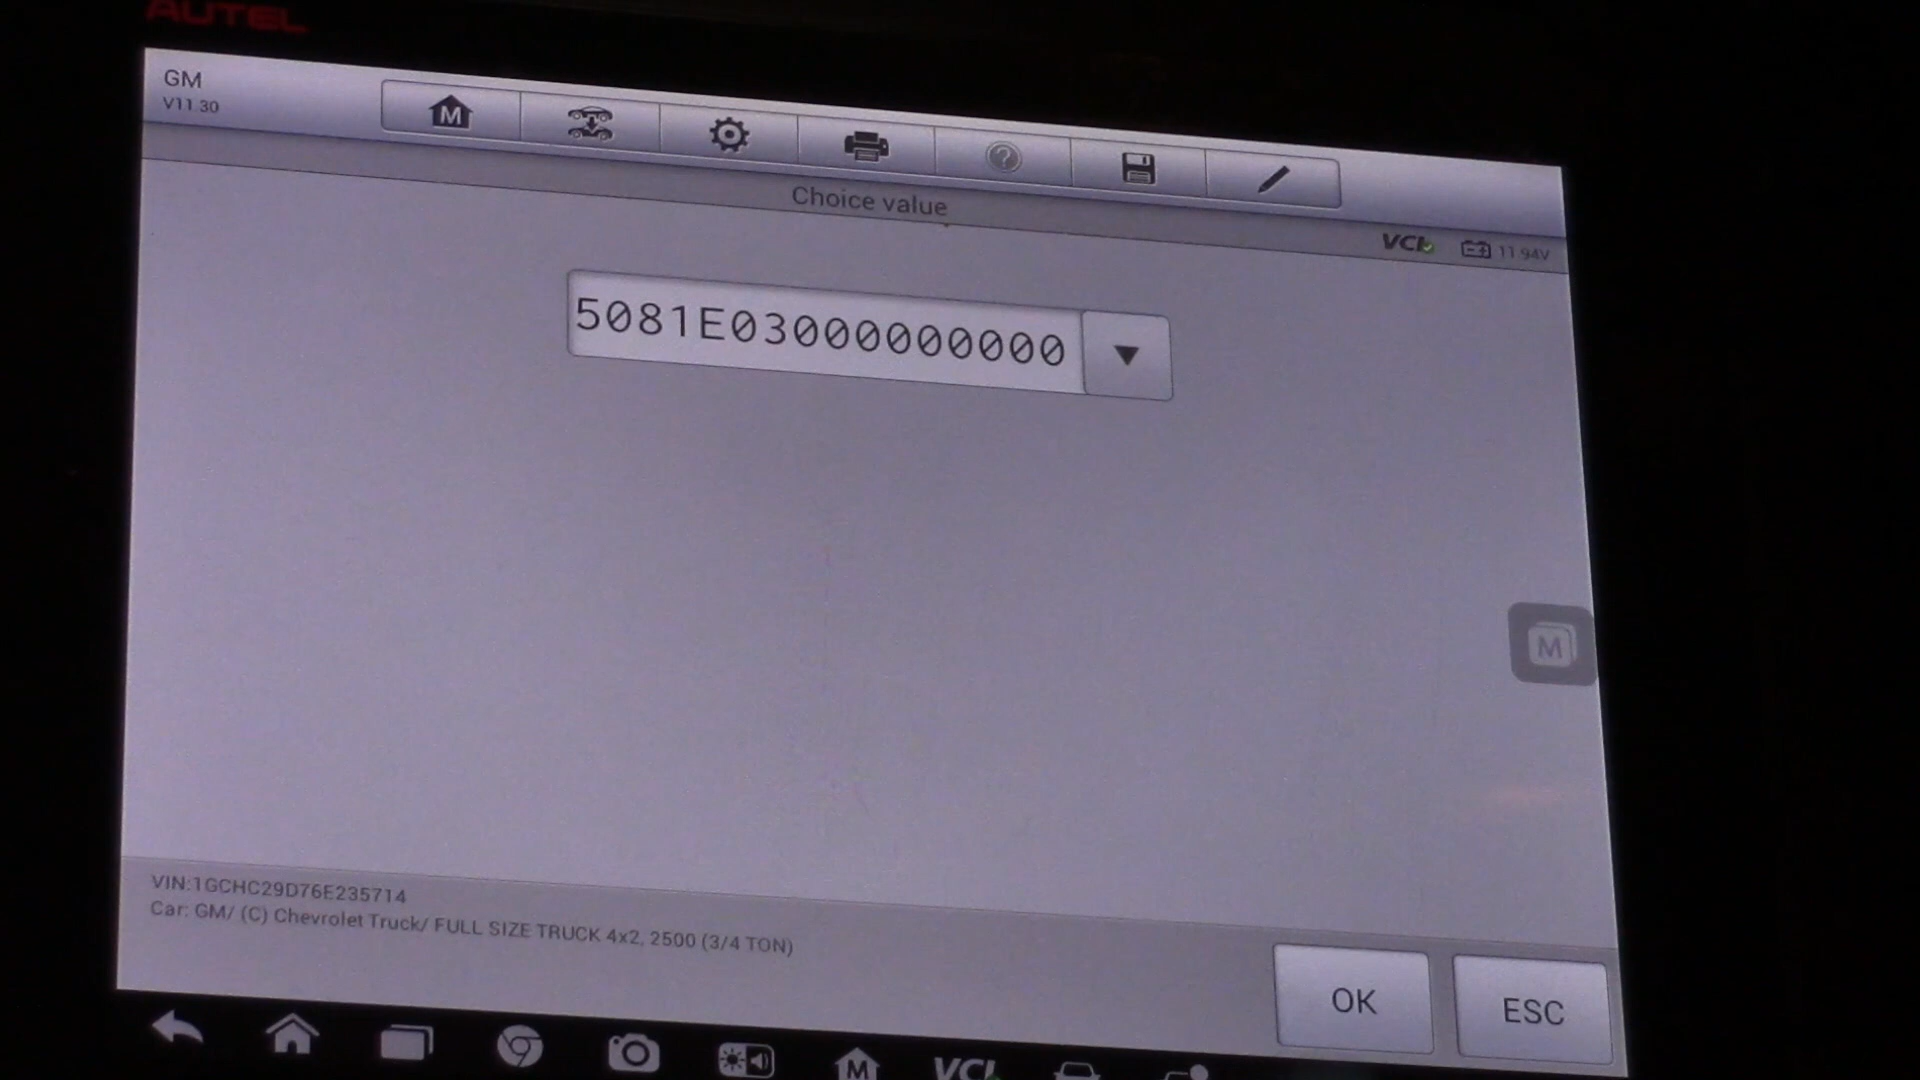 AUTEL
GM
V11.30
M
?
Choice value
VCI
11.94V
5081E03000000000
M
VIN:1GCHC29D76E235714
Car: GM/ (C) Chevrolet Truck/ FULL SIZE TRUCK 4x2, 2500 (3/4 TON)
OK
ESC
M
VCI